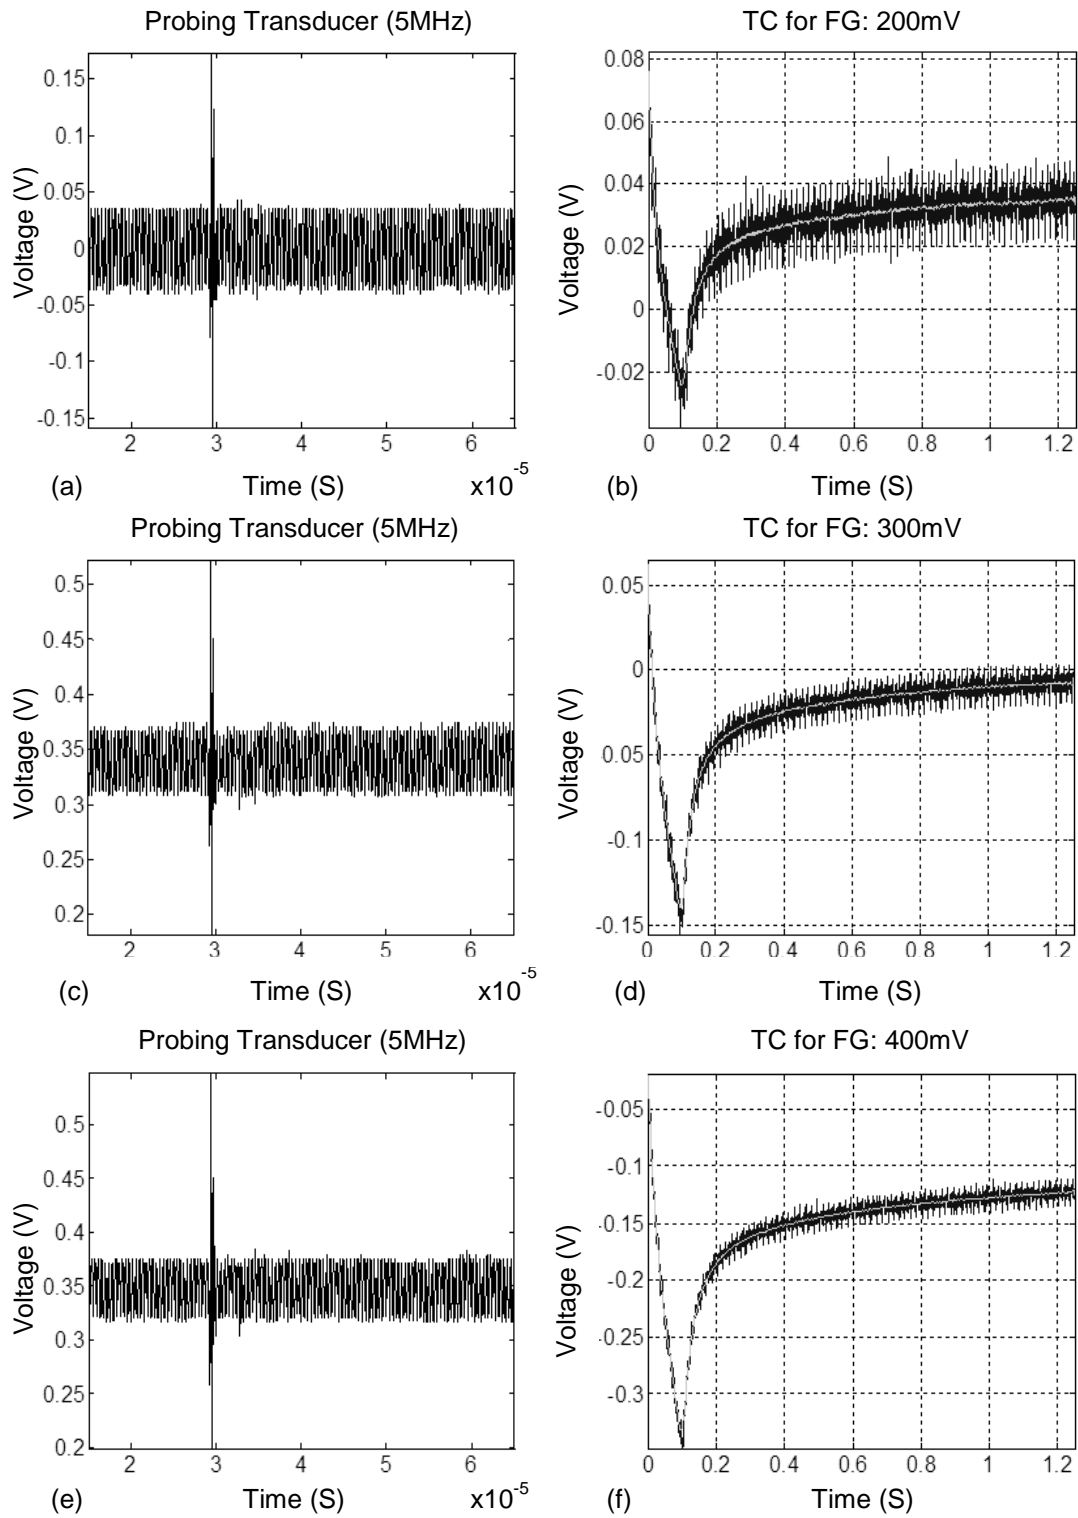 Probing Transducer (5MHz)
TC for FG: 200mV
Voltage (V)
0.15
0.1
0.05
0
-0.05
-0.1
-0.15
2 3 4 5 6
(a) Time (S) x10-5
Voltage (V)
0.08
0.06
0.04
0.02
0
-0.02
0 0.2 0.4 0.6 0.8 1 1.2
(b) Time (S)
Probing Transducer (5MHz)
TC for FG: 300mV
Voltage (V)
0.5
0.45
0.4
0.35
0.3
0.25
0.2
2 3 4 5 6
(c) Time (S) x10-5
Voltage (V)
0.05
0
-0.05
-0.1
-0.15
0 0.2 0.4 0.6 0.8 1 1.2
(d) Time (S)
Probing Transducer (5MHz)
TC for FG: 400mV
Voltage (V)
0.5
0.45
0.4
0.35
0.3
0.25
0.2
2 3 4 5 6
(e) Time (S) x10-5
Voltage (V)
-0.05
-0.1
-0.15
-0.2
-0.25
-0.3
0 0.2 0.4 0.6 0.8 1 1.2
(f) Time (S)